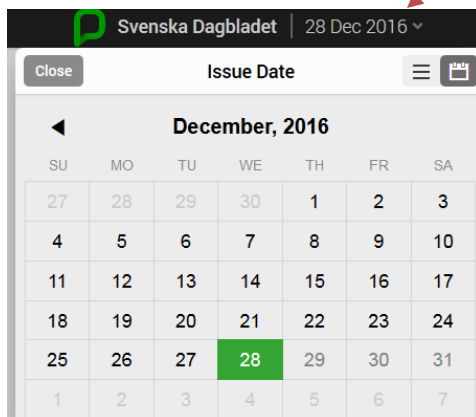 Svenska Dagbladet | 28 Dec 2016
Close Issue Date
December, 2016
SU MO TU WE TH FR SA
27 28 29 30 1 2 3
4 5 6 7 8 9 10
11 12 13 14 15 16 17
18 19 20 21 22 23 24
25 26 27 28 29 30 31
1 2 3 4 5 6 7